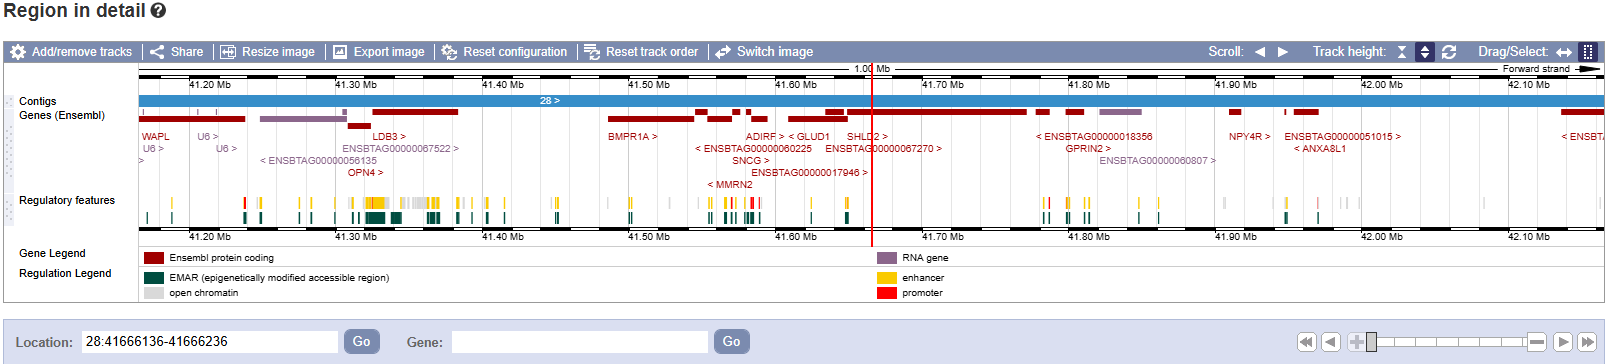 Region in detail ?
Add/remove tracks Share Resize image Export image Reset configuration Reset track order Switch image Scroll: Track height: Drag/Select:
1.00 Mb Forward strand
41.20 Mb 41.30 Mb 41.40 Mb 41.50 Mb 41.60 Mb 41.70 Mb 41.80 Mb 41.90 Mb 42.00 Mb 42.10 Mb
Contigs 28 >
Genes (Ensembl)
WAPL U6 > LDB3 > BMPR1A > ADIRF > < GLUD1 SHLD2 > < ENSBTAG00000018356 NPY4R > ENSBTAG00000051015 > < ENSBTA
U6 > U6 > ENSBTAG00000067522 > < ENSBTAG00000060225 ENSBTAG00000067270 > GPRIN2 > < ANXA8L1
> < ENSBTAG00000056135 SNCG > ENSBTAG00000060807 >
OPN4 > ENSBTAG00000017946 >
< MMRN2
Regulatory features
41.20 Mb 41.30 Mb 41.40 Mb 41.50 Mb 41.60 Mb 41.70 Mb 41.80 Mb 41.90 Mb 42.00 Mb 42.10 Mb
Gene Legend Ensembl protein coding RNA gene
Regulation Legend EMAR (epigenetically modified accessible region) enhancer
open chromatin promoter
Location: 28:41666136-41666236 Go Gene: Go